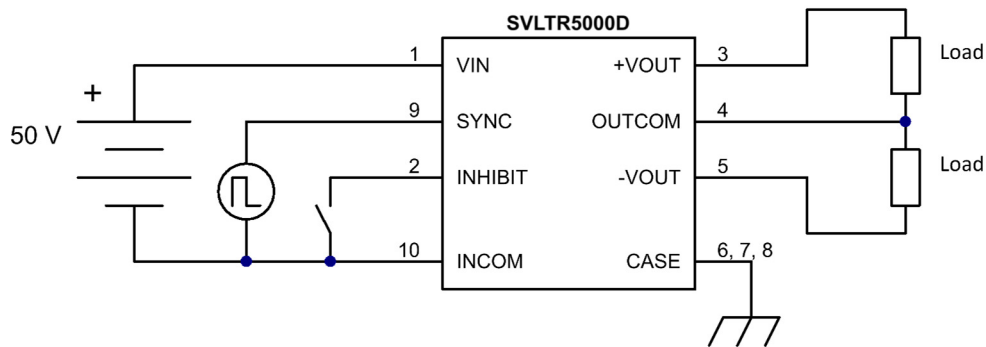 SVLTR5000D
1 VIN +VOUT 3 Load
+
9 SYNC OUTCOM 4
50 V
2 INHIBIT -VOUT 5 Load
10 INCOM CASE 6, 7, 8